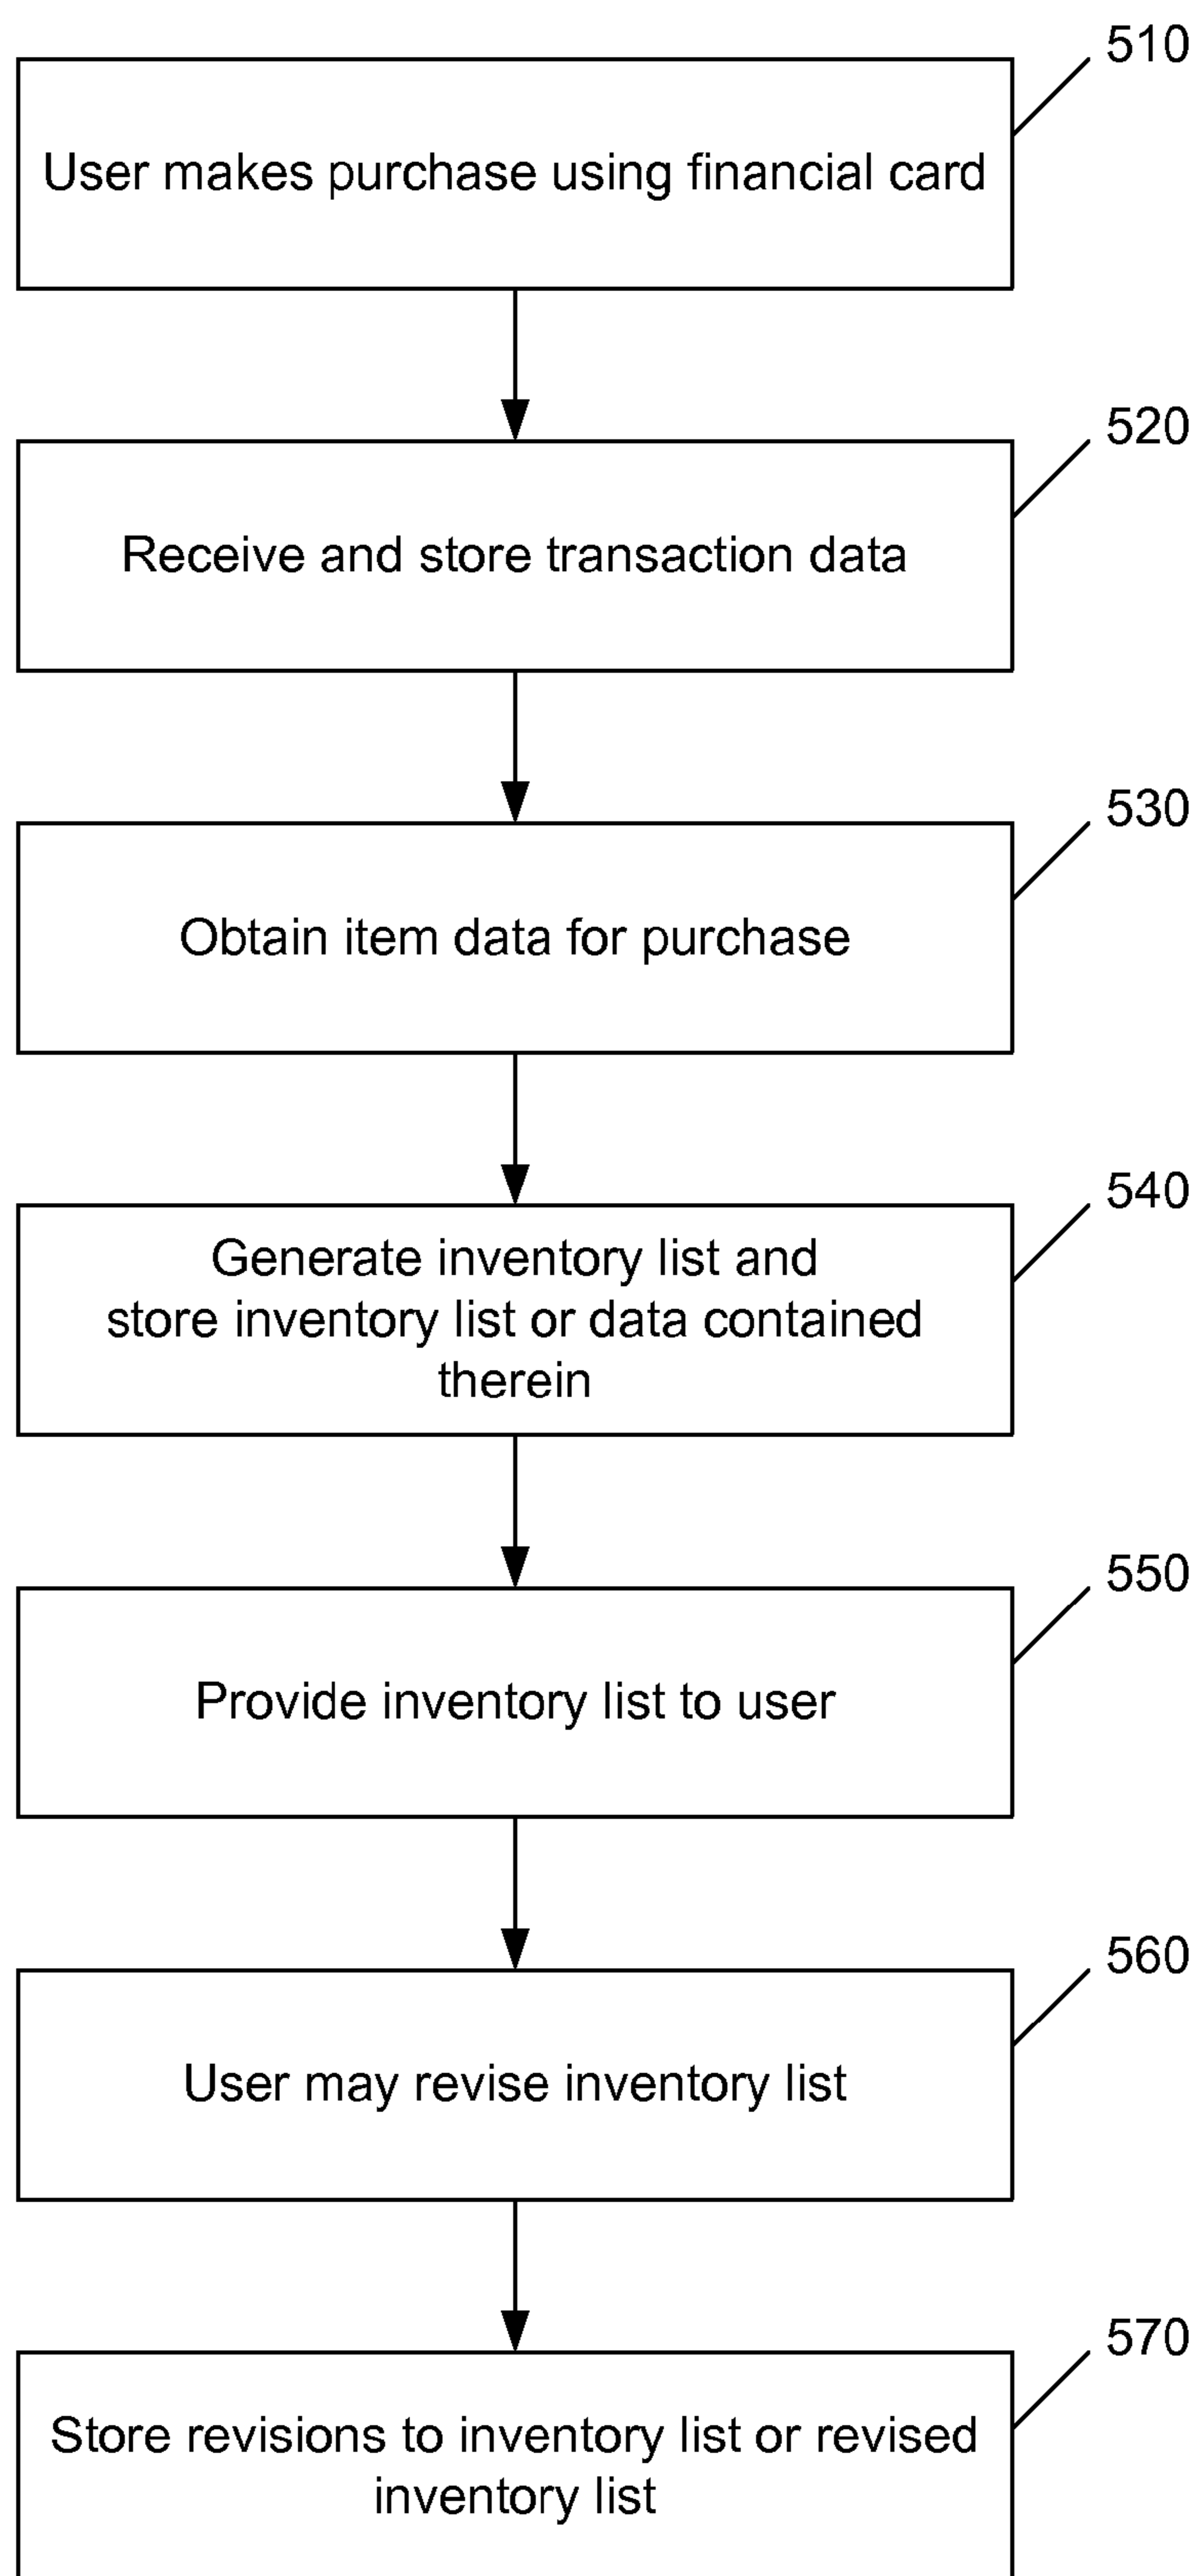 510
User makes purchase using financial card
520
Receive and store transaction data
530
Obtain item data for purchase
540
Generate inventory list and
store inventory list or data contained
therein
550
Provide inventory list to user
560
User may revise inventory list
570
Store revisions to inventory list or revised
inventory list